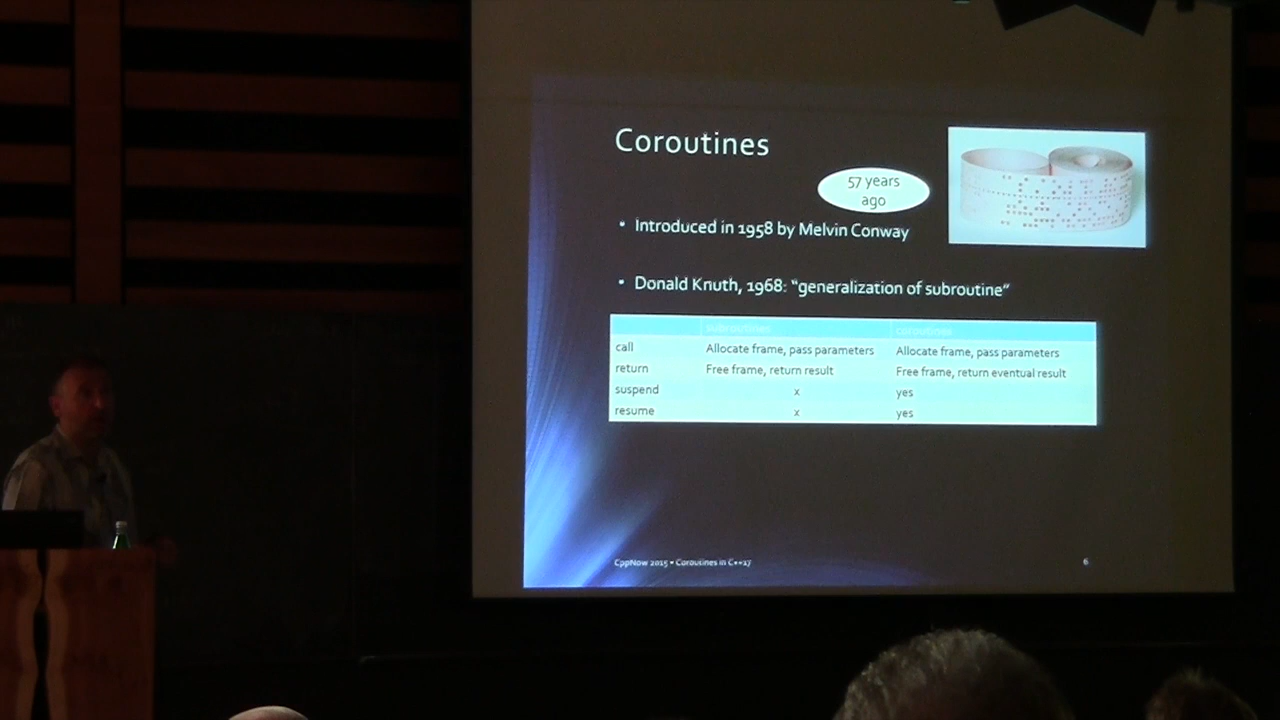 Coroutines
57 years
ago
• Introduced in 1958 by Melvin Conway
• Donald Knuth, 1968: “generalization of subroutine”
subroutines coroutines
call Allocate frame, pass parameters Allocate frame, pass parameters
return Free frame, return result Free frame, return eventual result
suspend x yes
resume x yes
CppNow 2015 • Coroutines in C++17 6